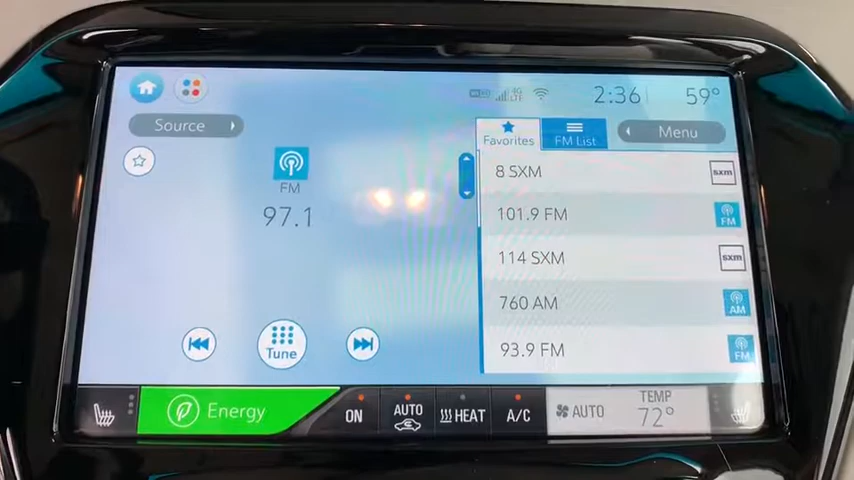 2:36
59°
Source
Favorites
FM List
Menu
8 SXM
sxm
FM
97.1
101.9 FM
FM
114 SXM
sxm
760 AM
AM
93.9 FM
FM
Tune
Energy
ON
AUTO
HEAT
A/C
AUTO
TEMP
72°